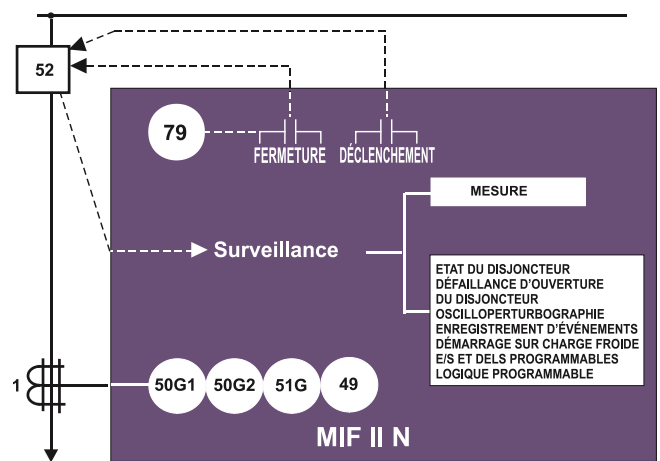 52
79
FERMETURE
DÉCLENCHEMENT
MESURE
Surveillance
ETAT DU DISJONCTEUR
DÉFAILLANCE D'OUVERTURE
DU DISJONCTEUR
OSCILLOPERTURBOGRAPHIE
ENREGISTREMENT D'ÉVÉNEMENTS
DÉMARRAGE SUR CHARGE FROIDE
E/S ET DELS PROGRAMMABLES
LOGIQUE PROGRAMMABLE
1
50G1
50G2
51G
49
MIF II N